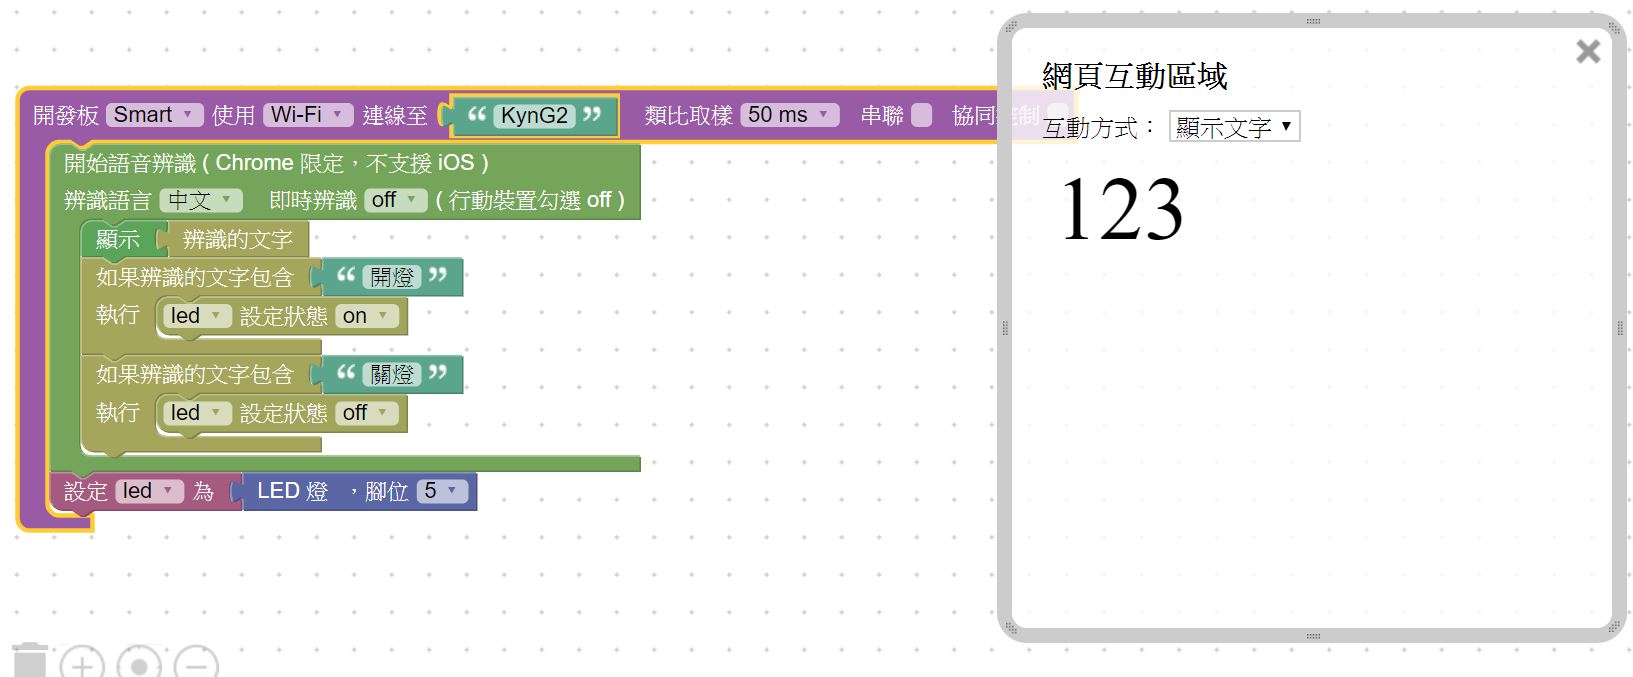 開發板 Smart 使用 Wi-Fi 連線至 “ KynG2 ” 類比取樣 50 ms 串聯 協同控制
開始語音辨識 ( Chrome 限定，不支援 iOS )
辨識語言 中文 即時辨識 off ( 行動裝置勾選 off )
顯示 辨識的文字
如果辨識的文字包含 “ 開燈 ”
執行 led 設定狀態 on
如果辨識的文字包含 “ 關燈 ”
執行 led 設定狀態 off
設定 led 為 LED 燈 ，腳位 5
網頁互動區域
互動方式： 顯示文字
123